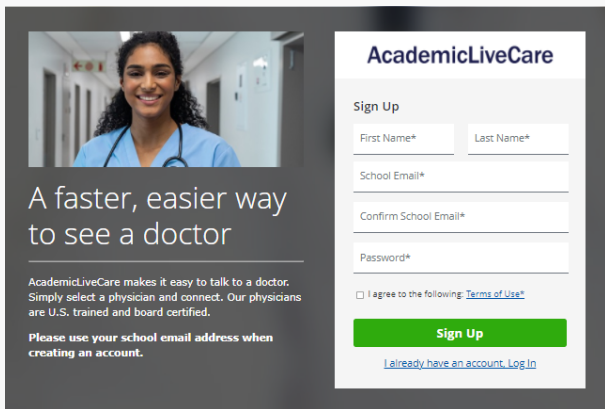 A faster, easier way
to see a doctor
AcademicLiveCare makes it easy to talk to a doctor.
Simply select a physician and connect. Our physicians
are U.S. trained and board certified.
Please use your school email address when
creating an account.
AcademicLiveCare
Sign Up
First Name* Last Name*
School Email*
Confirm School Email*
Password*
I agree to the following: Terms of Use*
Sign Up
I already have an account, Log In